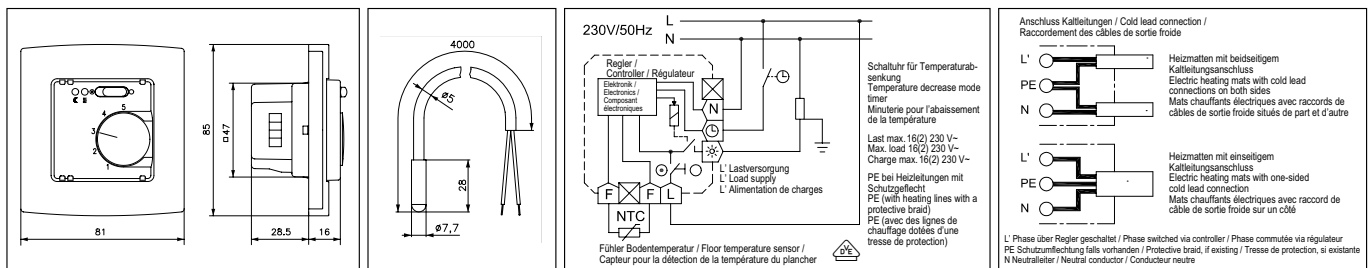 1
2
3
4
5
81
85
□47
28.5
16
4000
ø5
28
ø7,7
230V/50Hz
L
N
Regler /
Controller / Régulateur
Elektronik /
Electronics /
Composant
électroniques
N
L' Lastversorgung
L' Load supply
L' Alimentation de charges
F
F
L
NTC
Fühler Bodentemperatur / Floor temperature sensor /
Capteur pour la détection de la température du plancher
Schaltuhr für Temperaturab-
senkung
Temperature decrease mode
timer
Minuterie pour l'abaissement
de la température
Last max.16(2) 230 V~
Max. load 16(2) 230 V~
Charge max. 16(2) 230 V~
PE bei Heizleitungen mit
Schutzgeflecht
PE (with heating lines with a
protective braid)
PE (avec des lignes de
chauffage dotées d'une
tresse de protection)
Anschluss Kaltleitungen / Cold lead connection /
Raccordement des câbles de sortie froide
L'
PE
N
Heizmatten mit beidseitigem
Kaltleitungsanschluss
Electric heating mats with cold lead
connections on both sides
Mats chauffants électriques avec raccords de
câbles de sortie froide situés de part et d'autre
L'
PE
N
Heizmatten mit einseitigem
Kaltleitungsanschluss
Electric heating mats with one-sided
cold lead connection
Mats chauffants électriques avec raccord de
câble de sortie froide sur un côté
L' Phase über Regler geschaltet / Phase switched via controller / Phase commutée via régulateur
PE Schutzumflechtung falls vorhanden / Protective braid, if existing / Tresse de protection, si existante
N Neutralleiter / Neutral conductor / Conducteur neutre